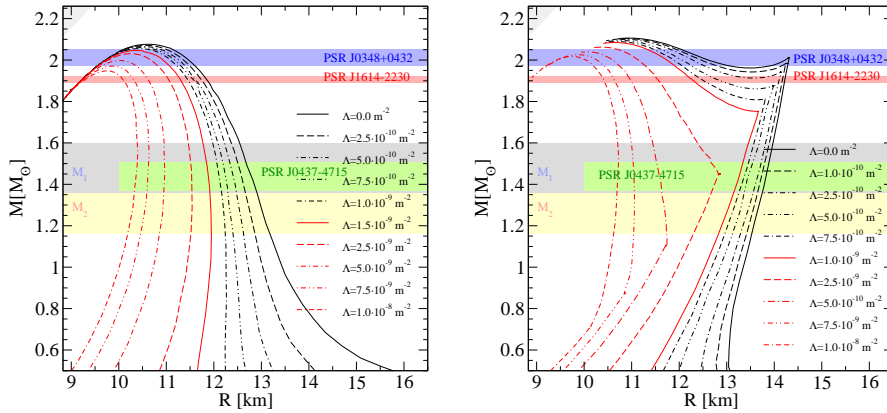 2.2
2
1.8
1.6
1.4
1.2
1
0.8
0.6
M[M⊙]
PSR J0348+0432
PSR J1614-2230
PSR J0437-4715
M1
M2
Λ=0.0 m-2
Λ=2.5·10-10 m-2
Λ=5.0·10-10 m-2
Λ=7.5·10-10 m-2
Λ=1.0·10-9 m-2
Λ=1.5·10-9 m-2
Λ=2.5·10-9 m-2
Λ=5.0·10-9 m-2
Λ=7.5·10-9 m-2
Λ=1.0·10-8 m-2
9 10 11 12 13 14 15 16
R [km]
2.2
2
1.8
1.6
1.4
1.2
1
0.8
0.6
M[M⊙]
PSR J0348+0432
PSR J1614-2230
PSR J0437-4715
M1
M2
Λ=0.0 m-2
Λ=1.0·10-10 m-2
Λ=2.5·10-10 m-2
Λ=5.0·10-10 m-2
Λ=7.5·10-10 m-2
Λ=1.0·10-9 m-2
Λ=2.5·10-9 m-2
Λ=5.0·10-10 m-2
Λ=7.5·10-9 m-2
Λ=1.0·10-8 m-2
9 10 11 12 13 14 15 16
R [km]